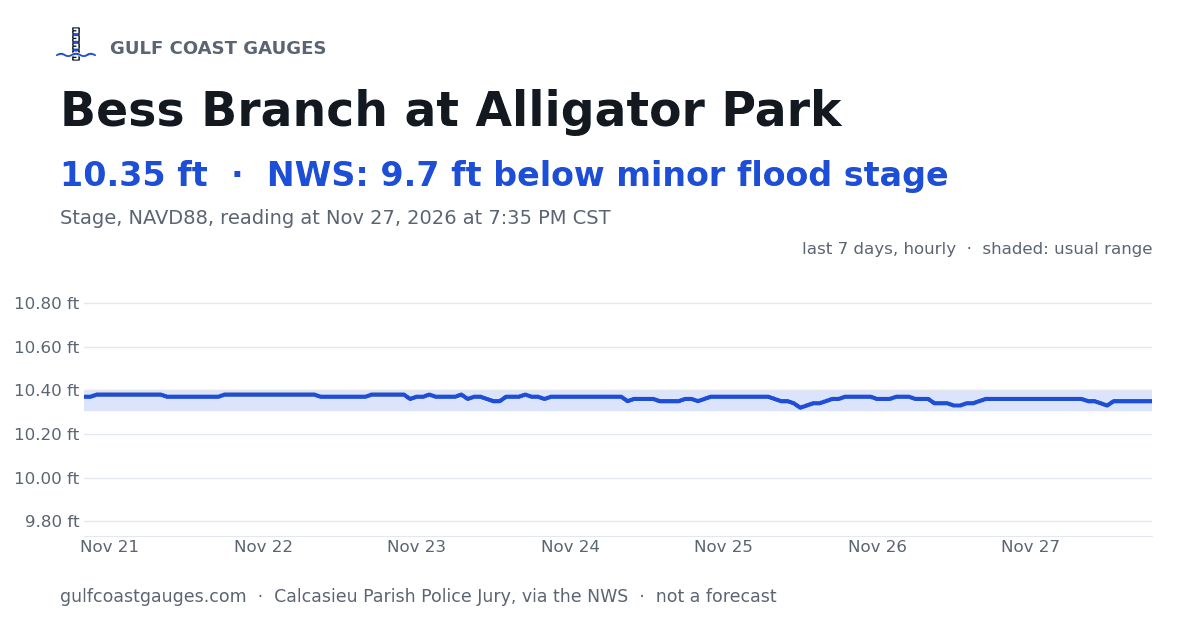 GULF COAST GAUGES
Bess Branch at Alligator Park
10.35 ft · NWS: 9.7 ft below minor flood stage
Stage, NAVD88, reading at Nov 27, 2026 at 7:35 PM CST
last 7 days, hourly · shaded: usual range
10.80 ft
10.60 ft
10.40 ft
10.20 ft
10.00 ft
9.80 ft
Nov 21 Nov 22 Nov 23 Nov 24 Nov 25 Nov 26 Nov 27
gulfcoastgauges.com · Calcasieu Parish Police Jury, via the NWS · not a forecast